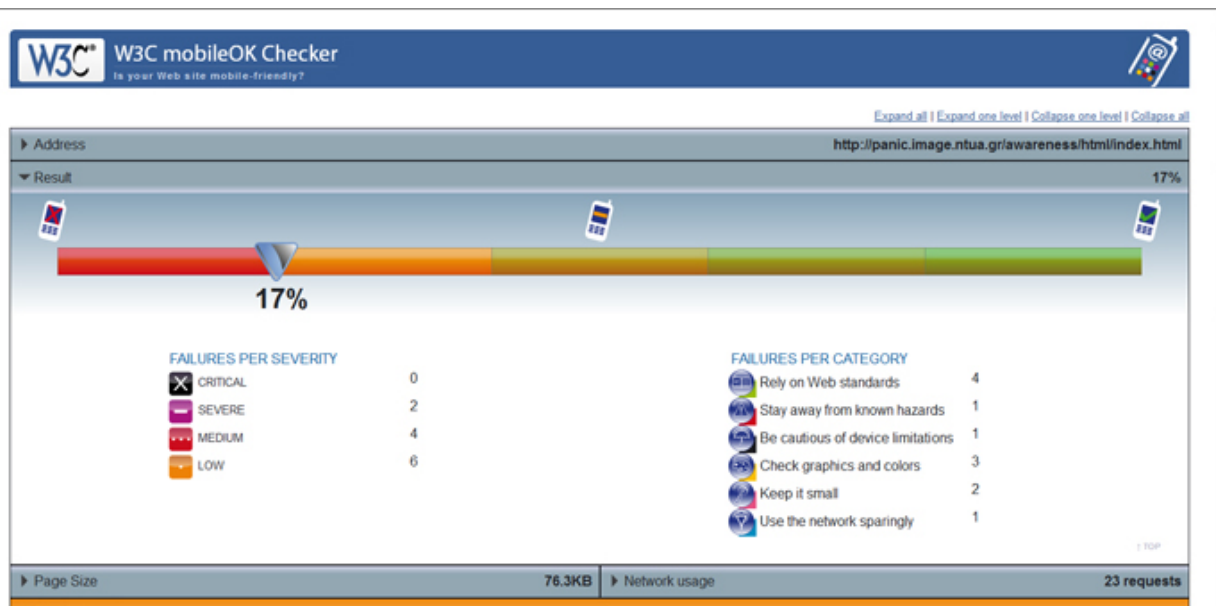 W3C® W3C mobileOK Checker
Is your Web site mobile-friendly?
Expand all | Expand one level | Collapse one level | Collapse all
Address http://panic.image.ntua.gr/awareness/html/index.html
Result 17%
17%
FAILURES PER SEVERITY
CRITICAL 0
SEVERE 2
MEDIUM 4
LOW 6
FAILURES PER CATEGORY
Rely on Web standards 4
Stay away from known hazards 1
Be cautious of device limitations 1
Check graphics and colors 3
Keep it small 2
Use the network sparingly 1
↑ TOP
Page Size 76.3KB
Network usage 23 requests